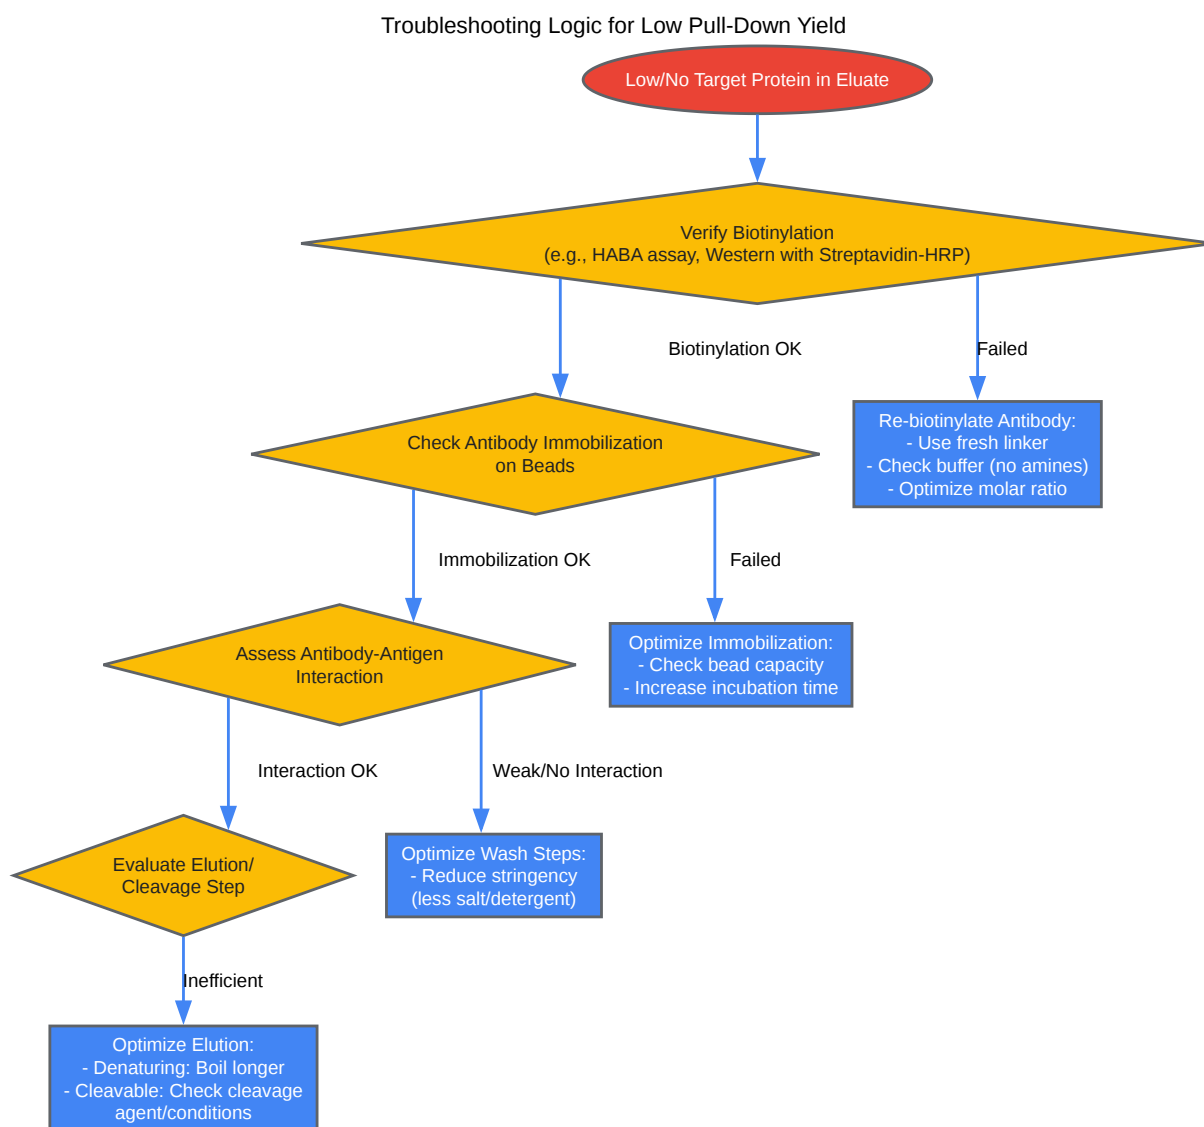 Troubleshooting Logic for Low Pull-Down Yield
Low/No Target Protein in Eluate
Verify Biotinylation
(e.g., HABA assay, Western with Streptavidin-HRP)
Biotinylation OK
Failed
Check Antibody Immobilization
on Beads
Re-biotinylate Antibody:
- Use fresh linker
- Check buffer (no amines)
- Optimize molar ratio
Immobilization OK
Failed
Assess Antibody-Antigen
Interaction
Optimize Immobilization:
- Check bead capacity
- Increase incubation time
Interaction OK
Weak/No Interaction
Evaluate Elution/
Cleavage Step
Optimize Wash Steps:
- Reduce stringency
(less salt/detergent)
Inefficient
Optimize Elution:
- Denaturing: Boil longer
- Cleavable: Check cleavage
agent/conditions